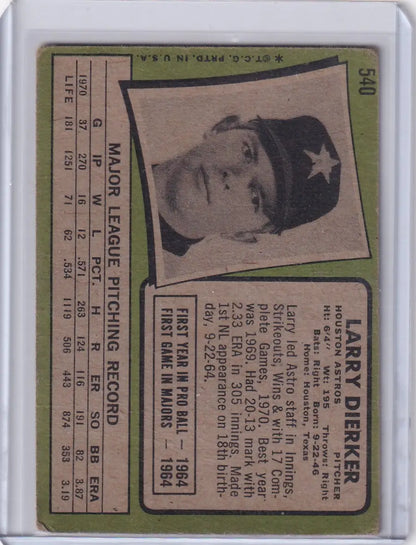 540
*©T.C.G. PRTD. IN U.S.A.
LARRY DIERKER
HOUSTON ASTROS PITCHER
Ht: 6'4" Wt: 195 Throws: Right
Bats: Right Born: 9-22-46
Home: Houston, Texas
Larry led Astro staff in Innings,
Strikeouts, Wins & with 17 Com-
plete Games, 1970. Best year
was 1969. Had 20-13 mark with
2.33 ERA in 305 innings. Made
1st NL appearance on 18th birth-
day, 9-22-64.
FIRST YEAR IN PRO BALL — 1964
FIRST GAME IN MAJORS — 1964
MAJOR LEAGUE PITCHING RECORD
G IP W L PCT. H R ER SO BB ERA
1970 37 270 16 12 .571 263 124 116 191 82 3.87
LIFE 181 1251 71 62 .534 1119 506 443 874 353 3.19